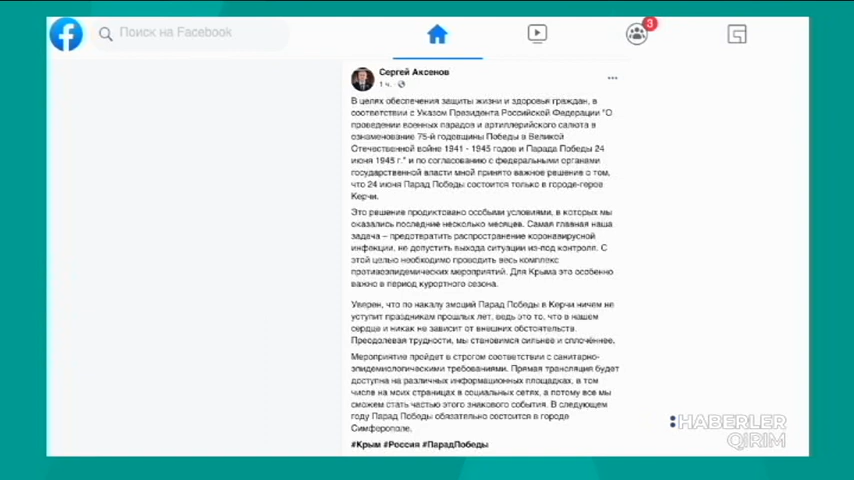 Поиск на Facebook
3
Сергей Аксенов
1 ч. ·
В целях обеспечения защиты жизни и здоровья граждан, в
соответствии с Указом Президента Российской Федерации "О
проведении военных парадов и артиллерийского салюта в
ознаменование 75-й годовщины Победы в Великой
Отечественной войне 1941 - 1945 годов и Парада Победы 24
июня 1945 г." и по согласованию с федеральными органами
государственной власти мной принято важное решение о том,
что 24 июня Парад Победы состоится только в городе-герое
Керчи.
Это решение продиктовано особыми условиями, в которых мы
оказались последние несколько месяцев. Самая главная наша
задача – предотвратить распространение коронавирусной
инфекции, не допустить выхода ситуации из-под контроля. С
этой целью необходимо проводить весь комплекс
противоэпидемических мероприятий. Для Крыма это особенно
важно в период курортного сезона.
Уверен, что по накалу эмоций Парад Победы в Керчи ничем не
уступит праздникам прошлых лет, ведь это то, что в нашем
сердце и никак не зависит от внешних обстоятельств.
Преодолевая трудности, мы становимся сильнее и сплочённее.
Мероприятие пройдет в строгом соответствии с санитарно-
эпидемиологическими требованиями. Прямая трансляция будет
доступна на различных информационных площадках, в том
числе на моих страницах в социальных сетях, а потому все мы
сможем стать частью этого знакового события. В следующем
году Парад Победы обязательно состоится в городе
Симферополе.
#Крым #Россия #ПарадПобеды
HABERLER
QIRIM